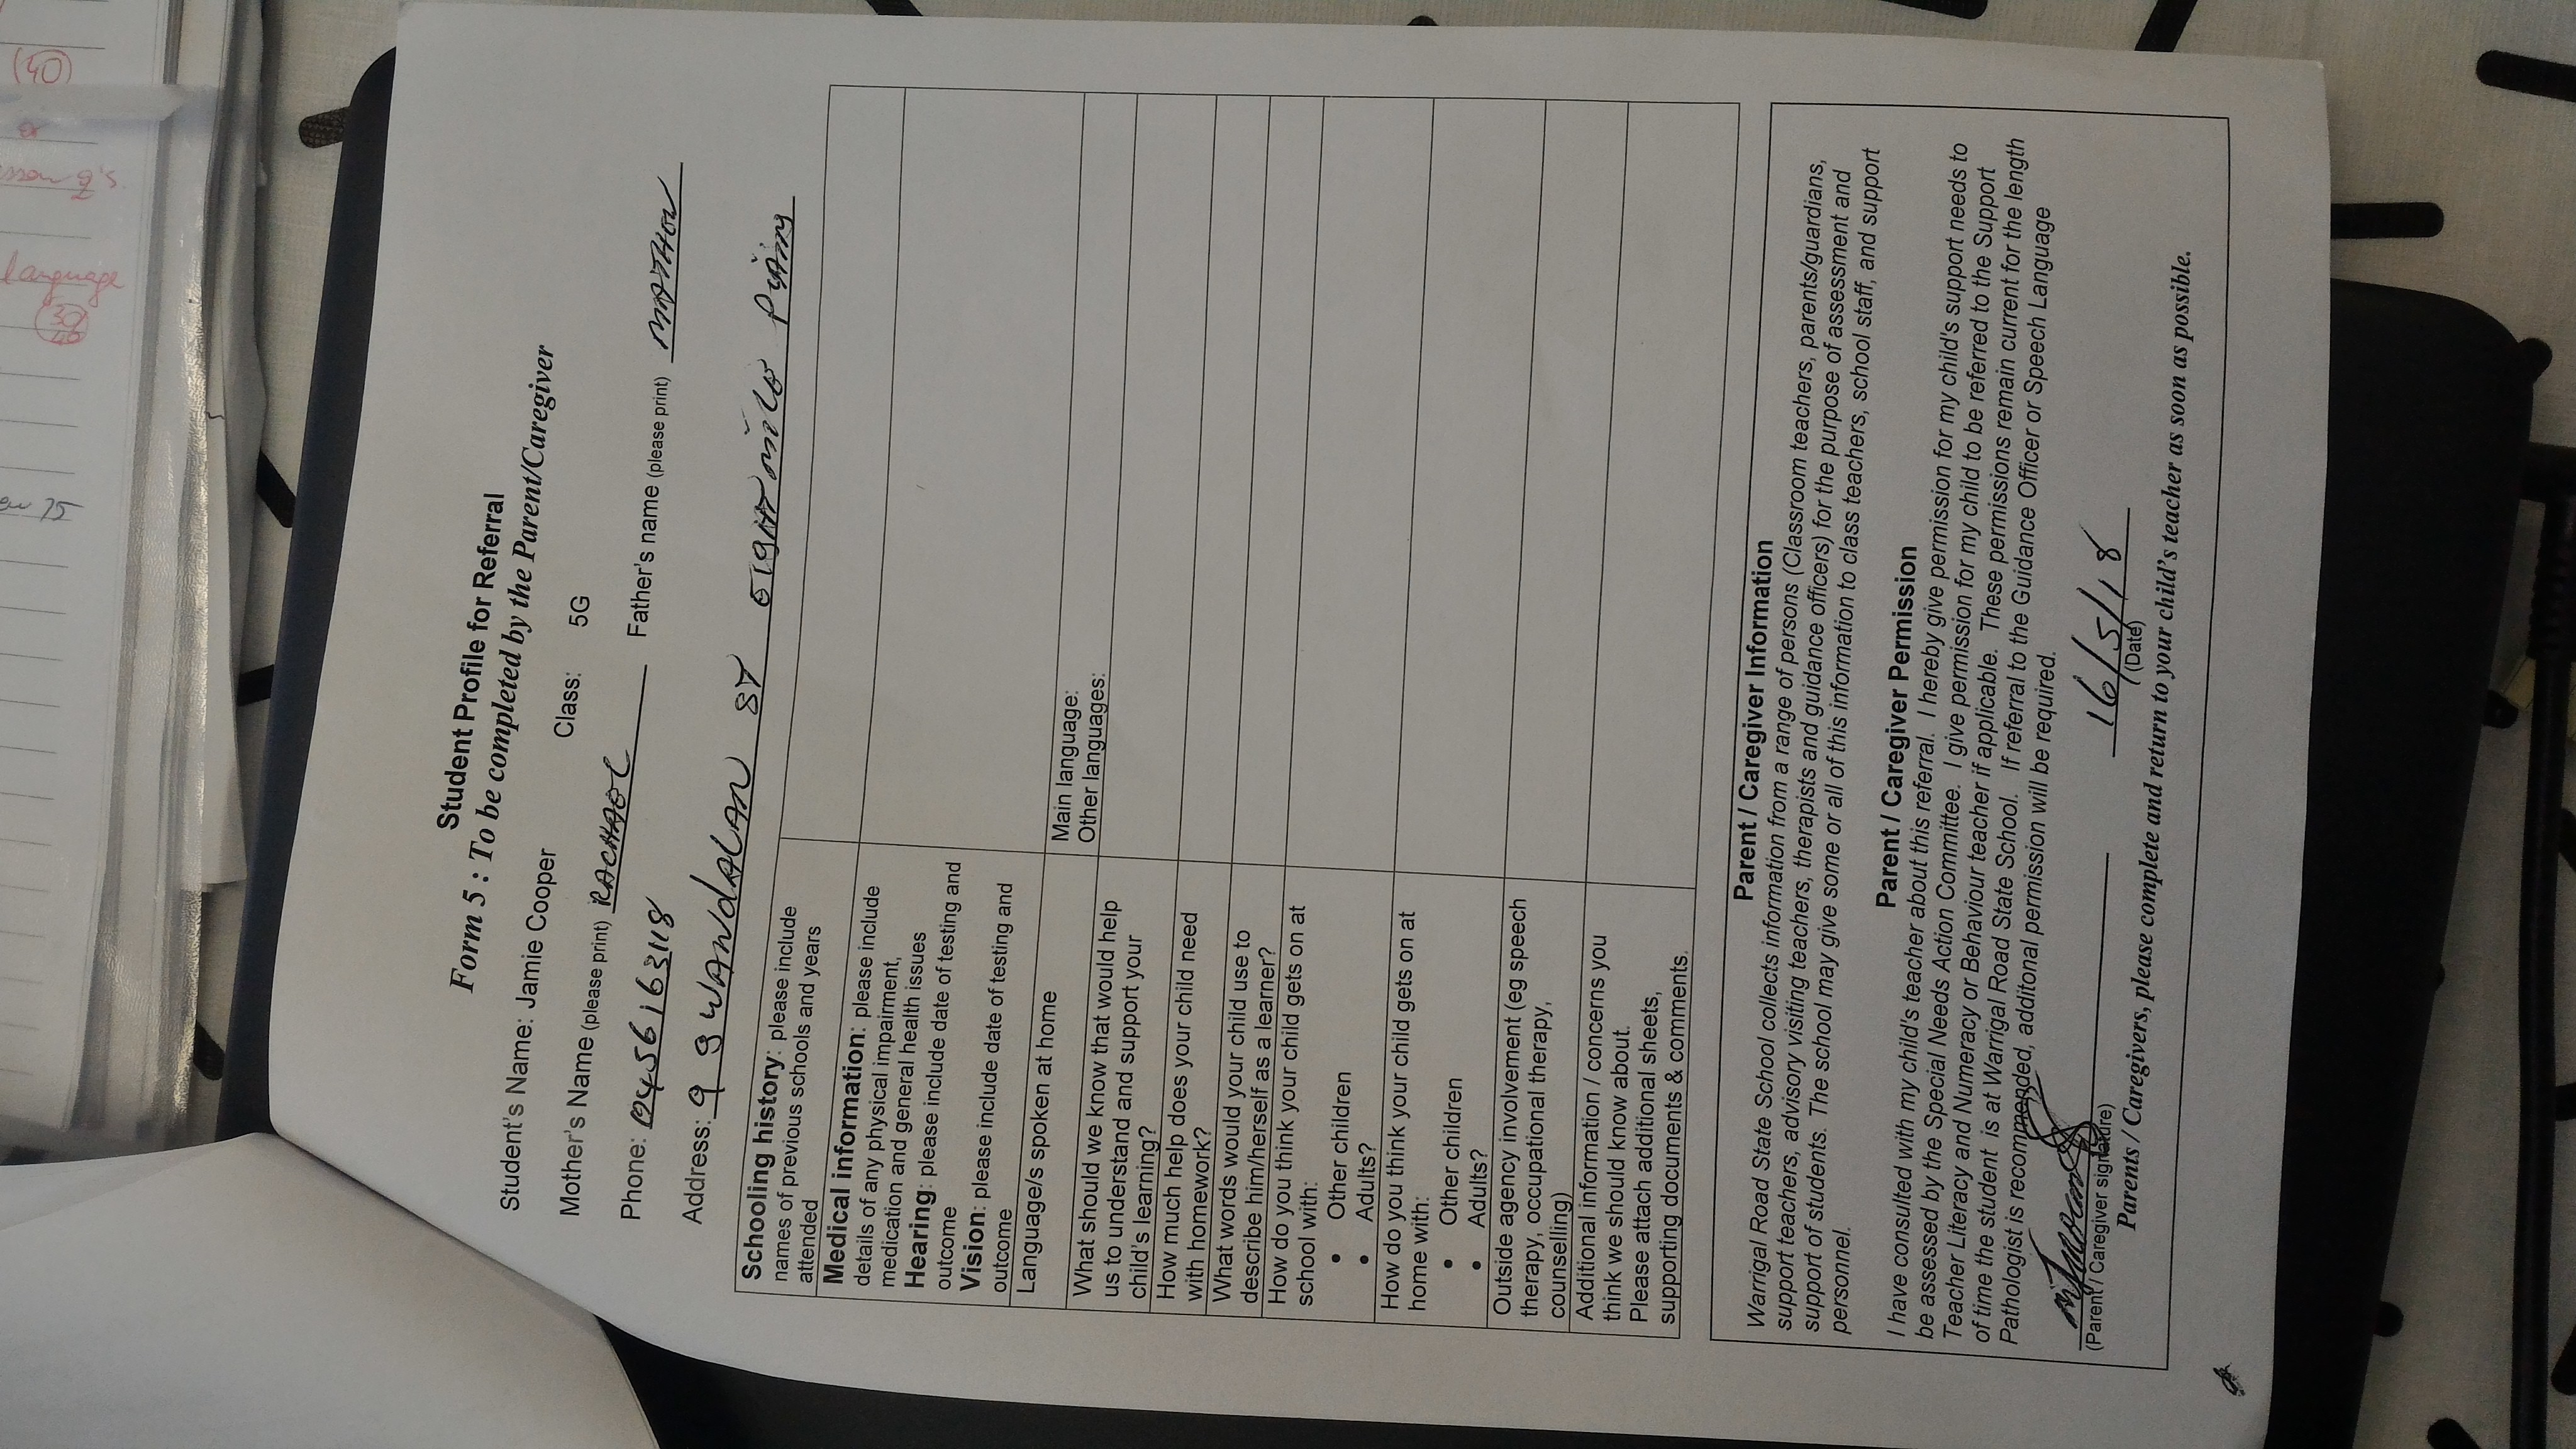 (40)
language
30
Student Profile for Referral
Form 5 : To be completed by the Parent/Caregiver
Student's Name: Jamie Cooper Class: 5G
Mother's Name (please print) RACHAEL Father's name (please print) MATHEW
Phone: 0456163118
Address: 9 GWANDALAN ST EIGHT MILE PLAINS
Schooling history: please include
names of previous schools and years
attended
Medical information: please include
details of any physical impairment,
medication and general health issues
Hearing: please include date of testing and
outcome
Vision: please include date of testing and
outcome
Language/s spoken at home
Main language:
Other languages:
What should we know that would help
us to understand and support your
child's learning?
How much help does your child need
with homework?
What words would your child use to
describe him/herself as a learner?
How do you think your child gets on at
school with:
• Other children
• Adults?
How do you think your child gets on at
home with:
• Other children
• Adults?
Outside agency involvement (eg speech
therapy, occupational therapy,
counselling)
Additional information / concerns you
think we should know about.
Please attach additional sheets,
supporting documents & comments.
Parent / Caregiver Information
Warrigal Road State School collects information from a range of persons (Classroom teachers, parents/guardians,
support teachers, advisory visiting teachers, therapists and guidance officers) for the purpose of assessment and
support of students. The school may give some or all of this information to class teachers, school staff, and support
personnel.
Parent / Caregiver Permission
I have consulted with my child's teacher about this referral. I hereby give permission for my child's support needs to
be assessed by the Special Needs Action Committee. I give permission for my child to be referred to the Support
Teacher Literacy and Numeracy or Behaviour teacher if applicable. These permissions remain current for the length
of time the student is at Warrigal Road State School. If referral to the Guidance Officer or Speech Language
Pathologist is recommended, additonal permission will be required.
16/5/18
(Parent / Caregiver signature) (Date)
Parents / Caregivers, please complete and return to your child's teacher as soon as possible.